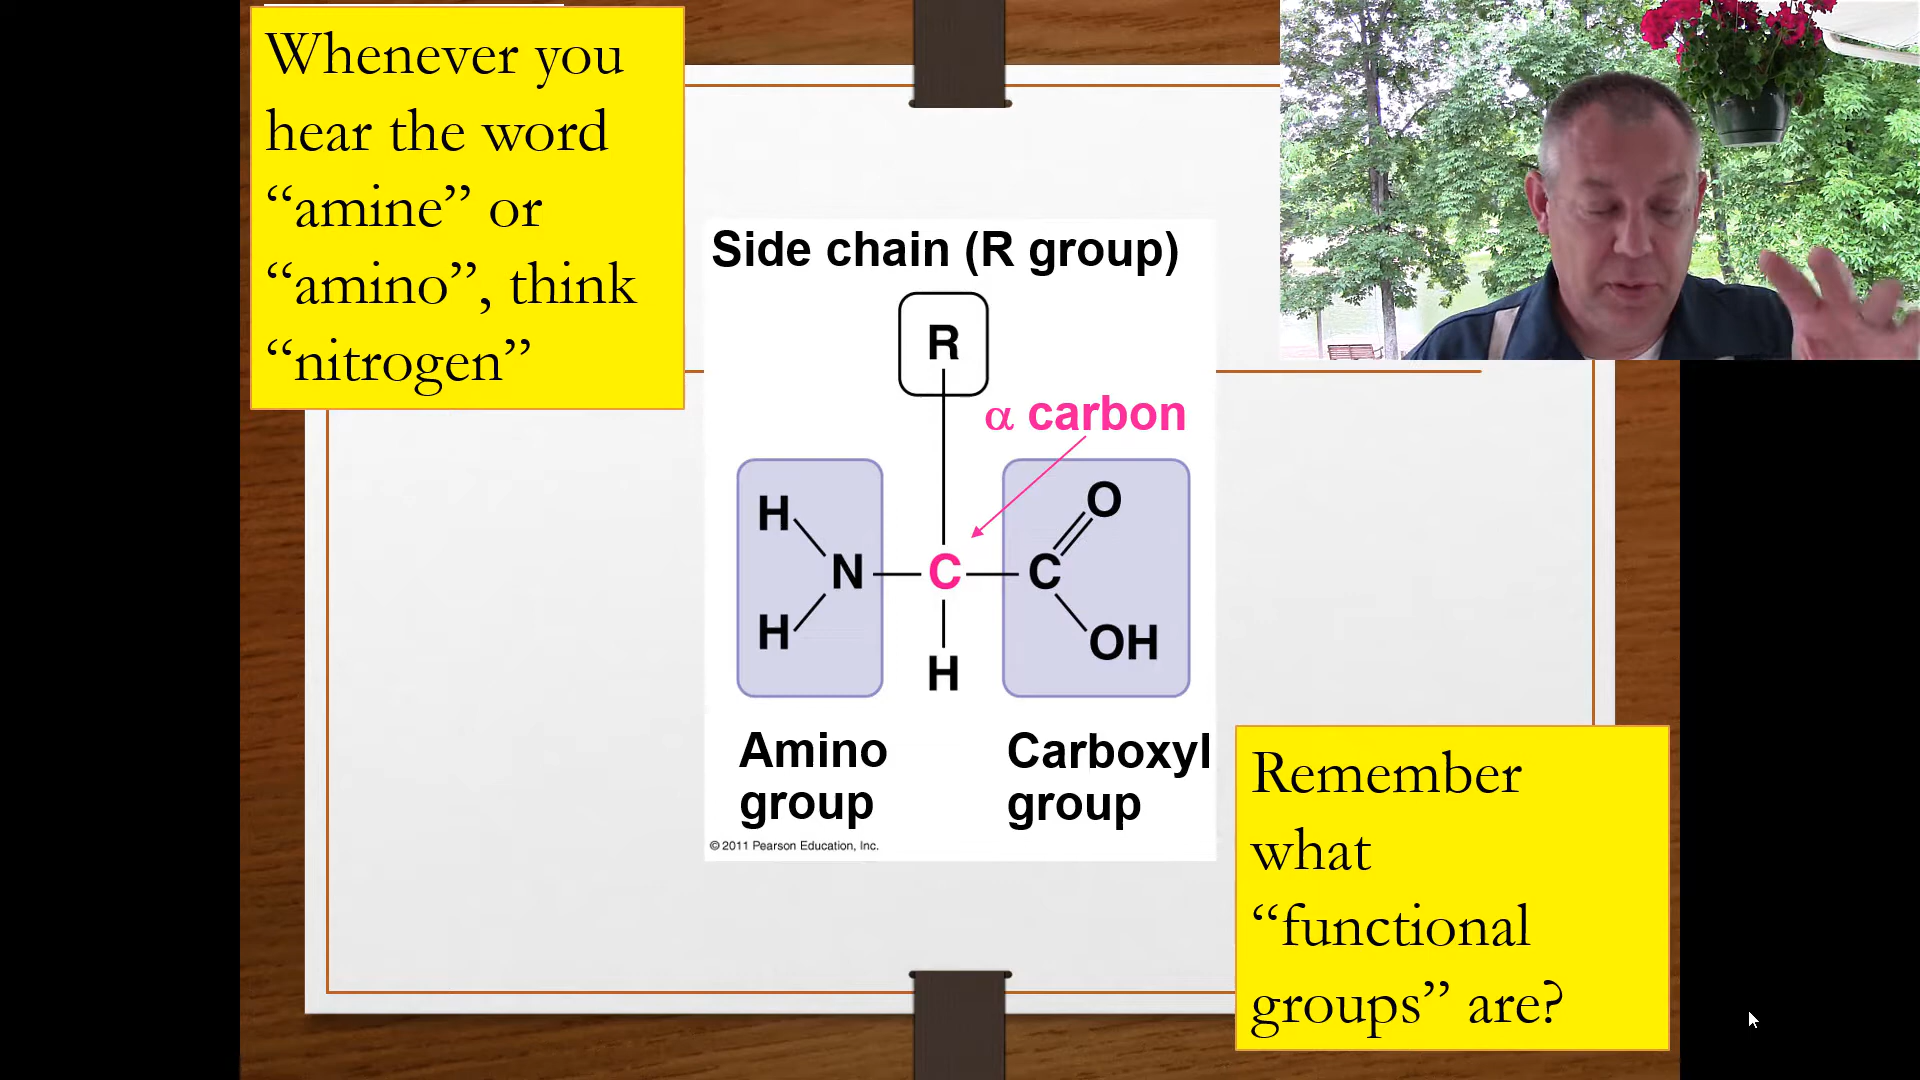 Whenever you
hear the word
“amine” or
“amino”, think
“nitrogen”
Side chain (R group)
R
α carbon
H
O
N
C
C
H
OH
H
Amino
group
Carboxyl
group
© 2011 Pearson Education, Inc.
Remember
what
“functional
groups” are?